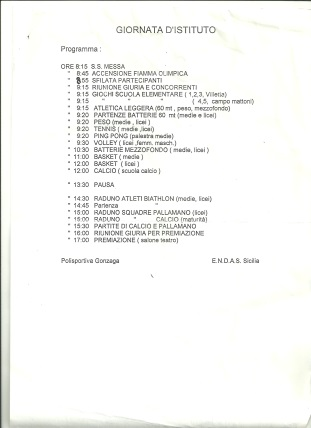 GIORNATA D'ISTITUTO
Programma :
ORE 8:15 S.S. MESSA
" 8:45 ACCENSIONE FIAMMA OLIMPICA
" 8:55 SFILATA PARTECIPANTI
" 9:15 RIUNIONE GIURIA E CONCORRENTI
" 9:15 GIOCHI SCUOLA ELEMENTARE ( 1,2,3, Villetta)
" 9:15 " " " ( 4,5, campo mattoni)
" 9:15 ATLETICA LEGGERA (60 mt , peso, mezzofondo)
" 9:20 PARTENZE BATTERIE 60 mt (medie e licei)
" 9:20 PESO (medie , licei )
" 9:20 TENNIS ( medie ,licei)
" 9:20 PING PONG (palestra medie)
" 9:30 VOLLEY ( licei ,femm. masch.)
" 10:30 BATTERIE MEZZOFONDO ( medie, licei )
" 11:00 BASKET ( medie )
" 12:00 BASKET ( licei )
" 12:00 CALCIO ( scuola calcio )
" 13:30 PAUSA
" 14:30 RADUNO ATLETI BIATHLON (medie, licei)
" 14:45 Partenza "
" 15:00 RADUNO SQUADRE PALLAMANO (licei)
" 15:00 RADUNO " CALCIO (maturità)
" 15:30 PARTITE DI CALCIO E PALLAMANO
" 16:00 RIUNIONE GIURIA PER PREMIAZIONE
" 17:00 PREMIAZIONE ( salone teatro)
Polisportiva Gonzaga E.N.D.A.S. Sicilia